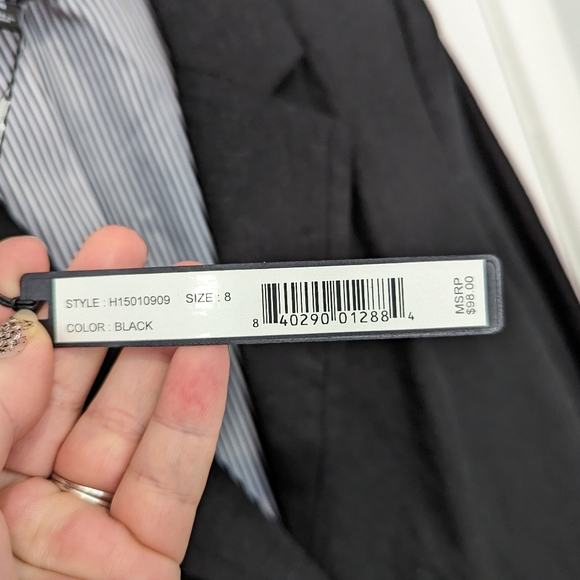 STYLE : H15010909 SIZE : 8
COLOR : BLACK
8 40290 01288 4
MSRP
$98.00